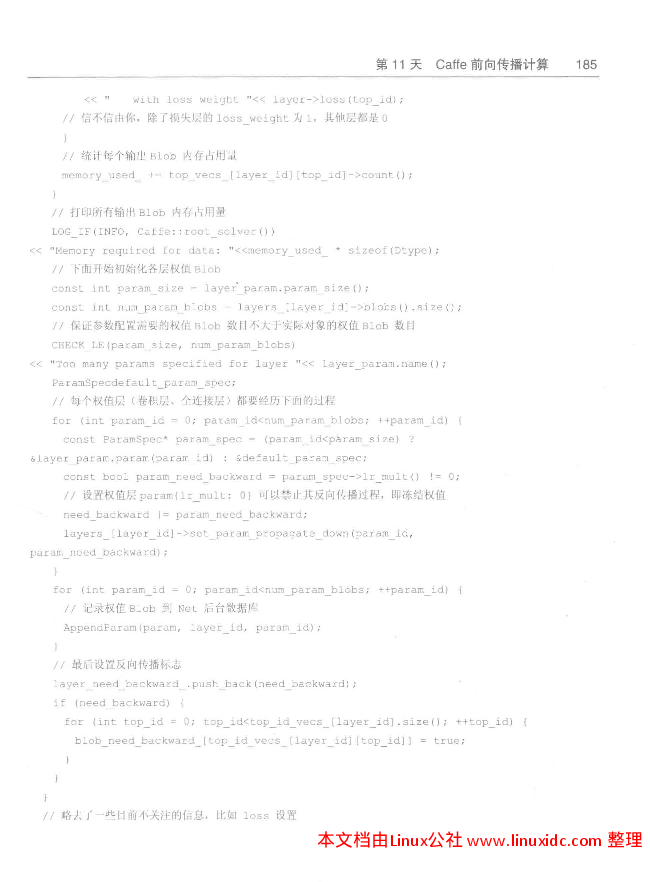 第 11 天 Caffe 前向传播计算 185
<< " with loss weight "<< layer->loss(top_id);
// 信不信由你，除了损失层的 loss_weight 为 1，其他层都是 0
}
// 统计每个输出 Blob 内存占用量
memory_used_ += top_vecs_[layer_id][top_id]->count();
}
// 打印所有输出 Blob 内存占用量
LOG_IF(INFO, Caffe::root_solver())
<< "Memory required for data: "<<memory_used_ * sizeof(Dtype);
// 下面开始初始化各层权值 Blob
const int param_size = layer_param.param_size();
const int num_param_blobs = layers_[layer_id]->blobs().size();
// 保证参数配置需要的权值 Blob 数目不大于实际对象的权值 Blob 数目
CHECK_LE(param_size, num_param_blobs)
<< "Too many params specified for layer "<< layer_param.name();
ParamSpecdefault_param_spec;
// 每个权值层（卷积层、全连接层）都要经历下面的过程
for (int param_id = 0; param_id<num_param_blobs; ++param_id) {
const ParamSpec* param_spec = (param_id<param_size) ?
&layer_param.param(param_id) : &default_param_spec;
const bool param_need_backward = param_spec->lr_mult() != 0;
// 设置权值层 param{lr_mult: 0} 可以禁止其反向传播过程，即冻结权值
need_backward |= param_need_backward;
layers_[layer_id]->set_param_propagate_down(param_id,
param_need_backward);
}
for (int param_id = 0; param_id<num_param_blobs; ++param_id) {
// 记录权值 Blob 到 Net 后台数据库
AppendParam(param, layer_id, param_id);
}
// 最后设置反向传播标志
layer_need_backward_.push_back(need_backward);
if (need_backward) {
for (int top_id = 0; top_id<top_id_vecs_[layer_id].size(); ++top_id) {
blob_need_backward_[top_id_vecs_[layer_id][top_id]] = true;
}
}
}
// 略去了一些目前不关注的信息，比如 loss 设置
本文档由Linux公社 www.linuxidc.com 整理